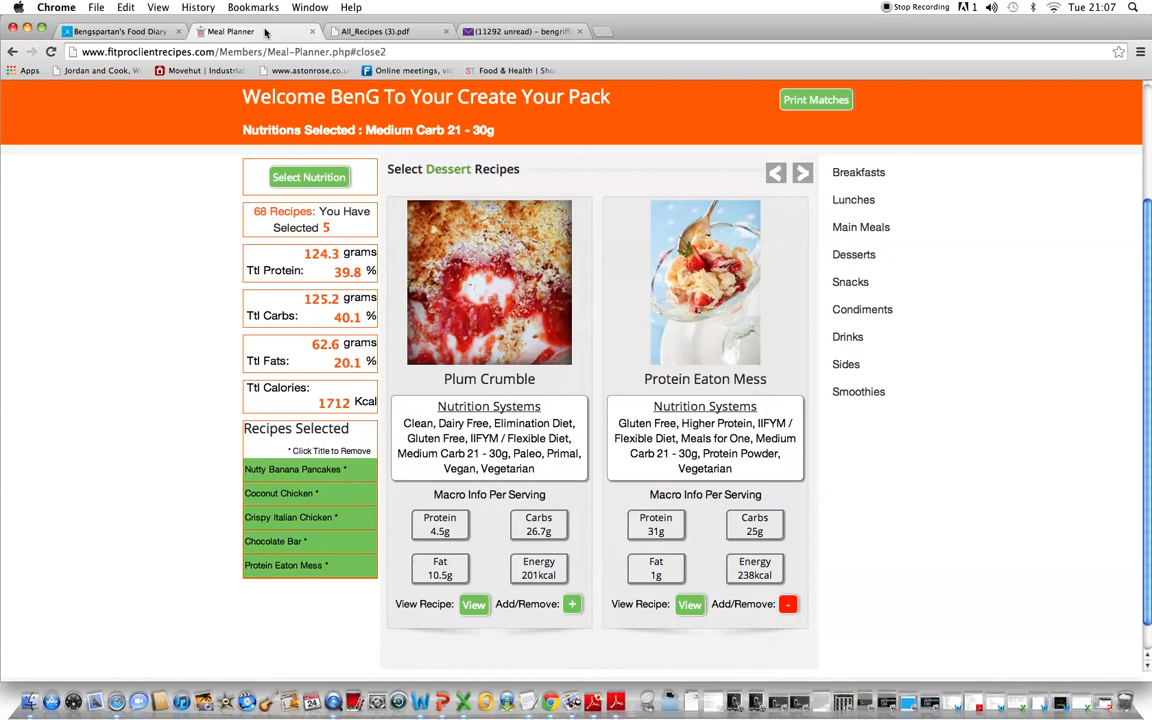 Chrome File Edit View History Bookmarks Window Help Stop Recording 1 Tue 21:07
Bengspartan's Food Diary Meal Planner All_Recipes (3).pdf (11292 unread) - bengriff
www.fitproclientrecipes.com/Members/Meal-Planner.php#close2
Apps Jordan and Cook, W Movehut | Industrial www.astonrose.co.u Online meetings, vi Food & Health | Sho
Welcome BenG To Your Create Your Pack
Print Matches
Nutritions Selected : Medium Carb 21 - 30g
Select Nutrition
68 Recipes: You Have
Selected 5
124.3 grams
Ttl Protein: 39.8 %
125.2 grams
Ttl Carbs: 40.1 %
62.6 grams
Ttl Fats: 20.1 %
Ttl Calories:
1712 Kcal
Recipes Selected
* Click Title to Remove
Nutty Banana Pancakes *
Coconut Chicken *
Crispy Italian Chicken *
Chocolate Bar *
Protein Eaton Mess *
Select Dessert Recipes
< >
Plum Crumble
Nutrition Systems
Clean, Dairy Free, Elimination Diet,
Gluten Free, IIFYM / Flexible Diet,
Medium Carb 21 - 30g, Paleo, Primal,
Vegan, Vegetarian
Macro Info Per Serving
Protein Carbs
4.5g 26.7g
Fat Energy
10.5g 201kcal
View Recipe: View Add/Remove: +
Protein Eaton Mess
Nutrition Systems
Gluten Free, Higher Protein, IIFYM /
Flexible Diet, Meals for One, Medium
Carb 21 - 30g, Protein Powder,
Vegetarian
Macro Info Per Serving
Protein Carbs
31g 25g
Fat Energy
1g 238kcal
View Recipe: View Add/Remove: -
Breakfasts
Lunches
Main Meals
Desserts
Snacks
Condiments
Drinks
Sides
Smoothies